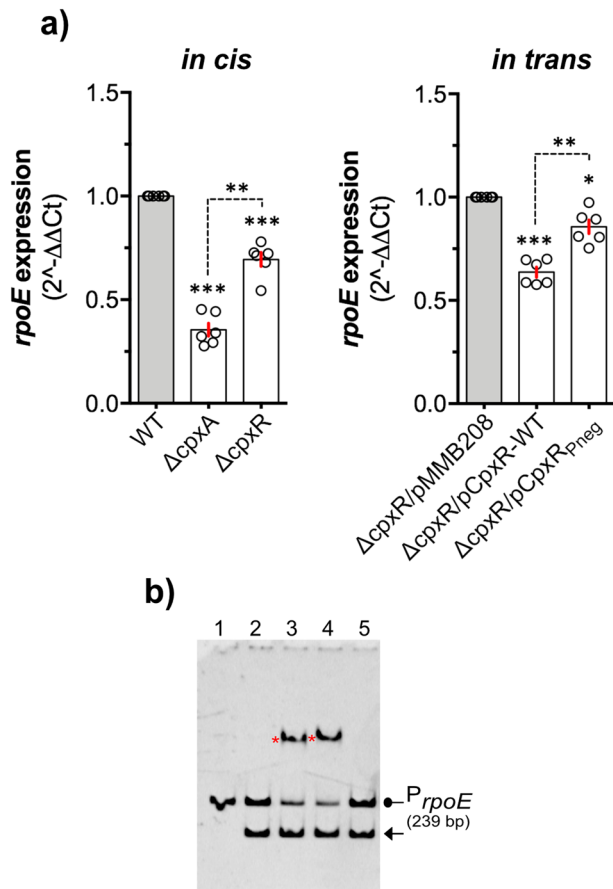 a)
in cis
rpoE expression
(2^-ΔΔCt)
1.5
1.0
0.5
0.0
**
***
***
WT
ΔcpxA
ΔcpxR
in trans
rpoE expression
(2^-ΔΔCt)
1.5
1.0
0.5
0.0
**
*
***
ΔcpxR/pMMB208
ΔcpxR/pCpxR-WT
ΔcpxR/pCpxRPneg
b)
1 2 3 4 5
* *
PrpoE
(239 bp)